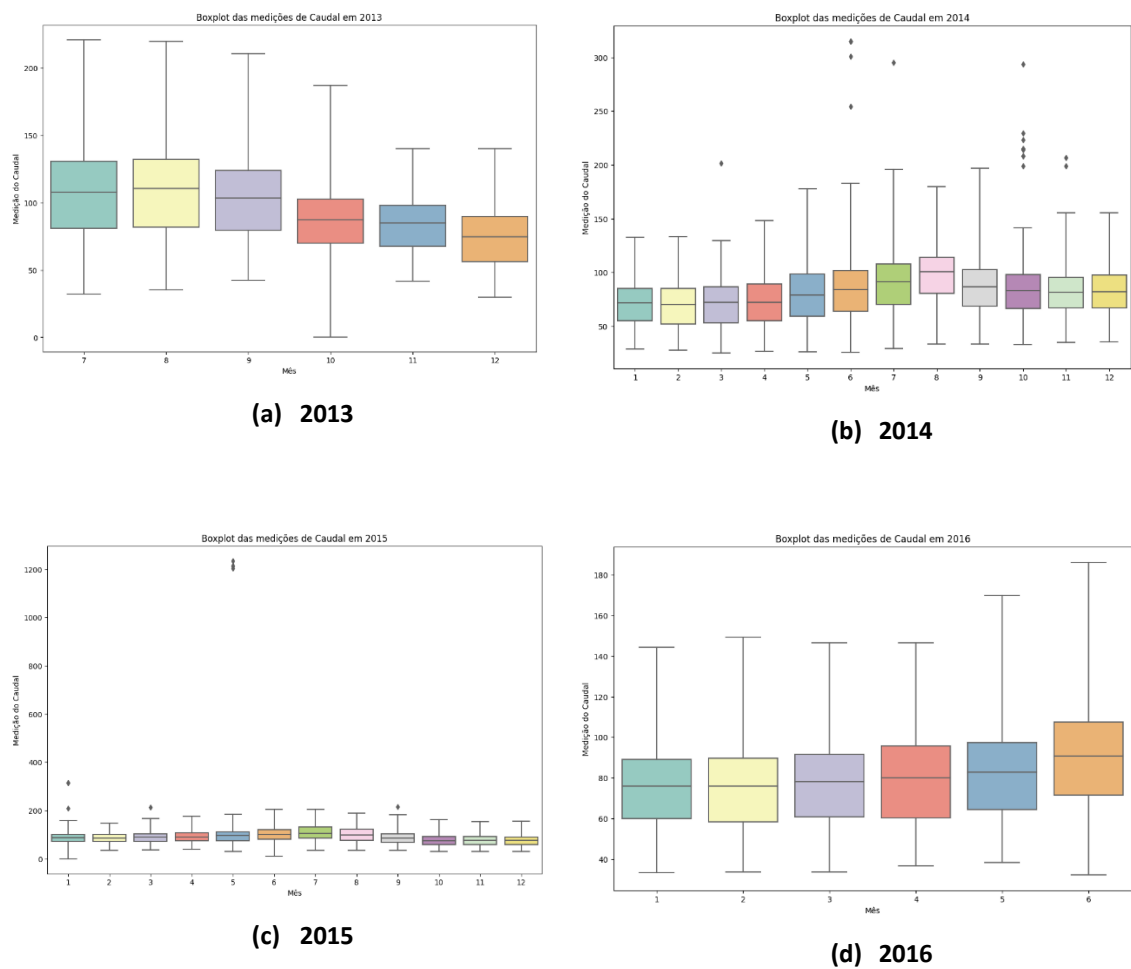 Boxplot das medições de Caudal em 2013
Medição do Caudal
200
150
100
50
0
7 8 9 10 11 12
Mês
(a) 2013
Boxplot das medições de Caudal em 2014
Medição do Caudal
300
250
200
150
100
50
1 2 3 4 5 6 7 8 9 10 11 12
Mês
(b) 2014
Boxplot das medições de Caudal em 2015
Medição do Caudal
1200
1000
800
600
400
200
0
1 2 3 4 5 6 7 8 9 10 11 12
Mês
(c) 2015
Boxplot das medições de Caudal em 2016
Medição do Caudal
180
160
140
120
100
80
60
40
1 2 3 4 5 6
Mês
(d) 2016